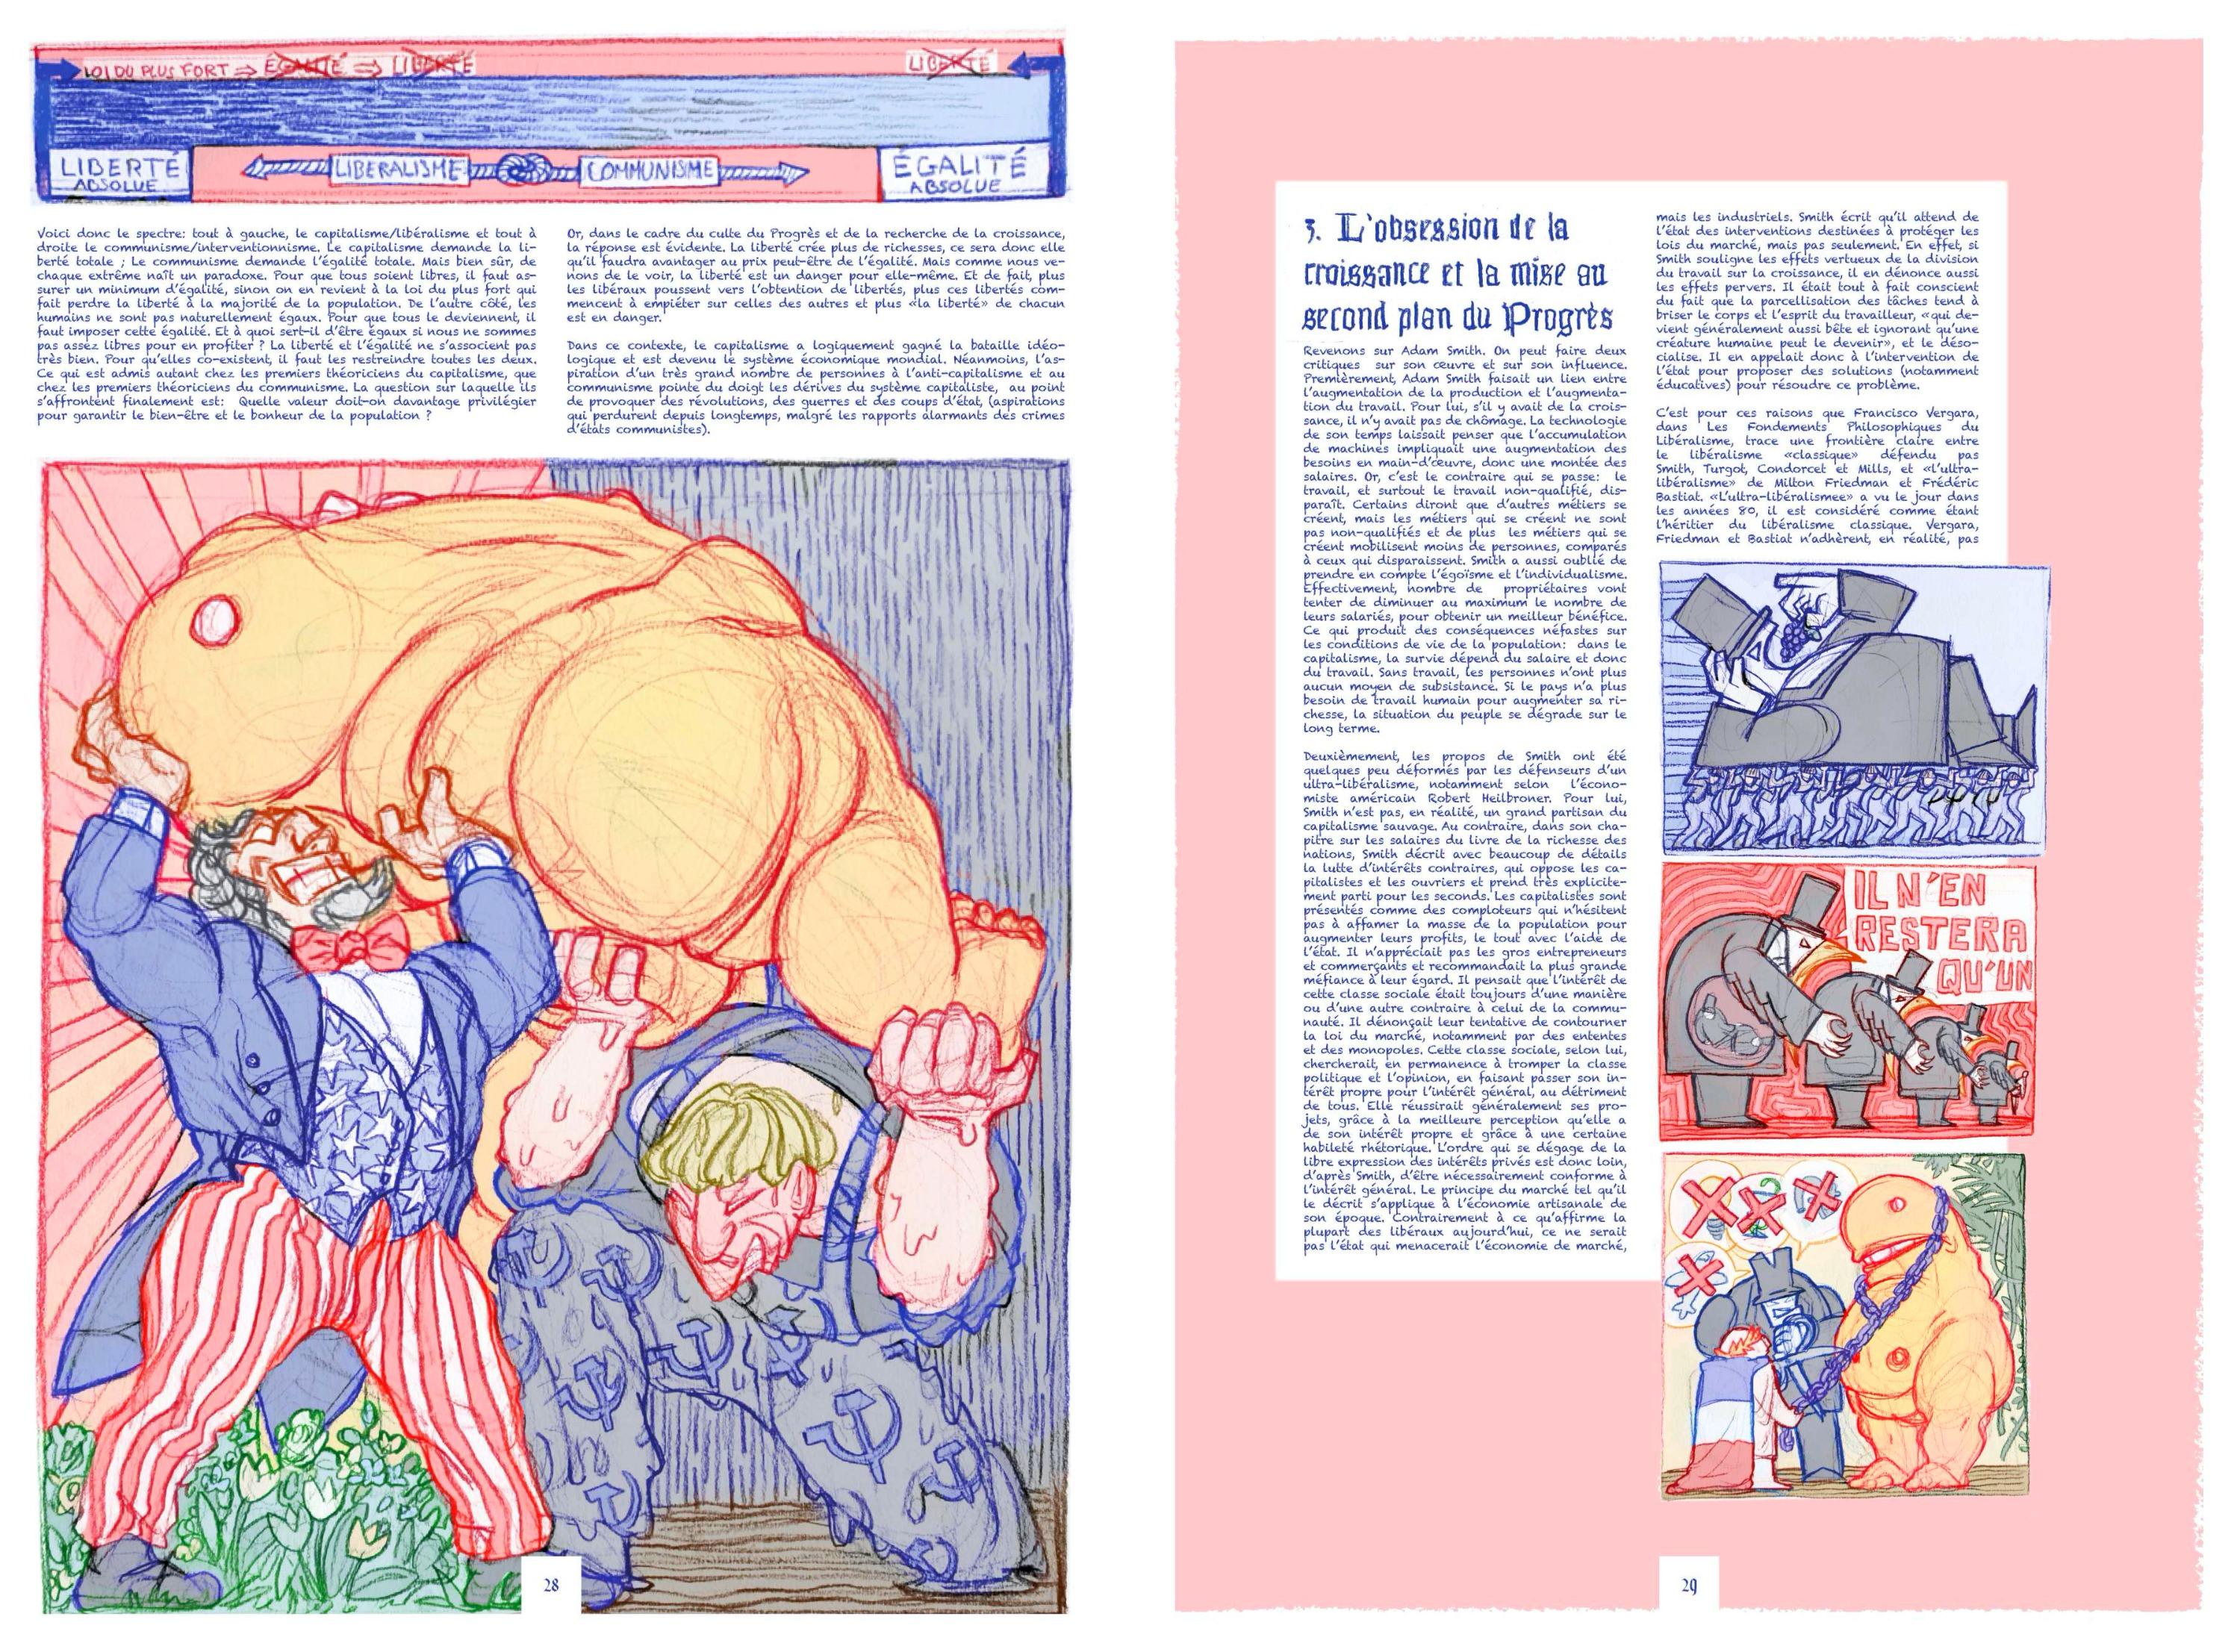 LOI DU PLUS FORT ⇒ ÉGALITÉ ⇒ LIBERTÉ
LIBERTÉ
LIBERTÉ
ABSOLUE
LIBERALISME
COMMUNISME
ÉGALITÉ
ABSOLUE
Voici donc le spectre: tout à gauche, le capitalisme/libéralisme et tout à
droite le communisme/interventionnisme. Le capitalisme demande la li-
berté totale ; Le communisme demande l'égalité totale. Mais bien sûr, de
chaque extrême naît un paradoxe. Pour que tous soient libres, il faut as-
surer un minimum d'égalité, sinon on en revient à la loi du plus fort qui
fait perdre la liberté à la majorité de la population. De l'autre côté, les
humains ne sont pas naturellement égaux. Pour que tous le deviennent, il
faut imposer cette égalité. Et à quoi sert-il d'être égaux si nous ne sommes
pas assez libres pour en profiter ? La liberté et l'égalité ne s'associent pas
très bien. Pour qu'elles co-existent, il faut les restreindre toutes les deux.
Ce qui est admis autant chez les premiers théoriciens du capitalisme, que
chez les premiers théoriciens du communisme. La question sur laquelle ils
s'affrontent finalement est: Quelle valeur doit-on davantage privilégier
pour garantir le bien-être et le bonheur de la population ?
Or, dans le cadre du culte du Progrès et de la recherche de la croissance,
la réponse est évidente. La liberté crée plus de richesses, ce sera donc elle
qu'il faudra avantager au prix peut-être de l'égalité. Mais comme nous ve-
nons de le voir, la liberté est un danger pour elle-même. Et de fait, plus
les libéraux poussent vers l'obtention de libertés, plus ces libertés com-
mencent à empiéter sur celles des autres et plus «la liberté» de chacun
est en danger.
Dans ce contexte, le capitalisme a logiquement gagné la bataille idéo-
logique et est devenu le système économique mondial. Néanmoins, l'as-
piration d'un très grand nombre de personnes à l'anti-capitalisme et au
communisme pointe du doigt les dérives du système capitaliste, au point
de provoquer des révolutions, des guerres et des coups d'état, (aspirations
qui perdurent depuis longtemps, malgré les rapports alarmants des crimes
d'états communistes).
28
3. L'obsession de la
croissance et la mise au
second plan du Progrès
Revenons sur Adam Smith. On peut faire deux
critiques sur son œuvre et sur son influence.
Premièrement, Adam Smith faisait un lien entre
l'augmentation de la production et l'augmenta-
tion du travail. Pour lui, s'il y avait de la crois-
sance, il n'y avait pas de chômage. La technologie
de son temps laissait penser que l'accumulation
de machines impliquait une augmentation des
besoins en main-d'œuvre, donc une montée des
salaires. Or, c'est le contraire qui se passe: le
travail, et surtout le travail non-qualifié, dis-
paraît. Certains diront que d'autres métiers se
créent, mais les métiers qui se créent ne sont
pas non-qualifiés et de plus les métiers qui se
créent mobilisent moins de personnes, comparés
à ceux qui disparaissent. Smith a aussi oublié de
prendre en compte l'égoïsme et l'individualisme.
Effectivement, nombre de propriétaires vont
tenter de diminuer au maximum le nombre de
leurs salariés, pour obtenir un meilleur bénéfice.
Ce qui produit des conséquences néfastes sur
les conditions de vie de la population: dans le
capitalisme, la survie dépend du salaire et donc
du travail. Sans travail, les personnes n'ont plus
aucun moyen de subsistance. Si le pays n'a plus
besoin de travail humain pour augmenter sa ri-
chesse, la situation du peuple se dégrade sur le
long terme.
Deuxièmement, les propos de Smith ont été
quelques peu déformés par les défenseurs d'un
ultra-libéralisme, notamment selon l'écono-
miste américain Robert Heilbroner. Pour lui,
Smith n'est pas, en réalité, un grand partisan du
capitalisme sauvage. Au contraire, dans son cha-
pitre sur les salaires du livre de la richesse des
nations, Smith décrit avec beaucoup de détails
la lutte d'intérêts contraires, qui oppose les ca-
pitalistes et les ouvriers et prend très explicite-
ment parti pour les seconds. Les capitalistes sont
présentés comme des comploteurs qui n'hésitent
pas à affamer la masse de la population pour
augmenter leurs profits, le tout avec l'aide de
l'état. Il n'appréciait pas les gros entrepreneurs
et commerçants et recommandait la plus grande
méfiance à leur égard. Il pensait que l'intérêt de
cette classe sociale était toujours d'une manière
ou d'une autre contraire à celui de la commu-
nauté. Il dénonçait leur tentative de contourner
la loi du marché, notamment par des ententes
et des monopoles. Cette classe sociale, selon lui,
chercherait, en permanence à tromper la classe
politique et l'opinion, en faisant passer son in-
térêt propre pour l'intérêt général, au détriment
de tous. Elle réussirait généralement ses pro-
jets, grâce à la meilleure perception qu'elle a
de son intérêt propre et grâce à une certaine
habileté rhétorique. L'ordre qui se dégage de la
libre expression des intérêts privés est donc loin,
d'après Smith, d'être nécessairement conforme à
l'intérêt général. Le principe du marché tel qu'il
le décrit s'applique à l'économie artisanale de
son époque. Contrairement à ce qu'affirme la
plupart des libéraux aujourd'hui, ce ne serait
pas l'état qui menacerait l'économie de marché,
mais les industriels. Smith écrit qu'il attend de
l'état des interventions destinées à protéger les
lois du marché, mais pas seulement. En effet, si
Smith souligne les effets vertueux de la division
du travail sur la croissance, il en dénonce aussi
les effets pervers. Il était tout à fait conscient
du fait que la parcellisation des tâches tend à
briser le corps et l'esprit du travailleur, «qui de-
vient généralement aussi bête et ignorant qu'une
créature humaine peut le devenir», et le déso-
cialise. Il en appelait donc à l'intervention de
l'état pour proposer des solutions (notamment
éducatives) pour résoudre ce problème.
C'est pour ces raisons que Francisco Vergara,
dans Les Fondements Philosophiques du
Libéralisme, trace une frontière claire entre
le libéralisme «classique» défendu pas
Smith, Turgot, Condorcet et Mills, et «l'ultra-
libéralisme» de Milton Friedman et Frédéric
Bastiat. «L'ultra-libéralismee» a vu le jour dans
les années 80, il est considéré comme étant
l'héritier du libéralisme classique. Vergara,
Friedman et Bastiat n'adhèrent, en réalité, pas
IL N'EN
RESTERA
QU'UN
29